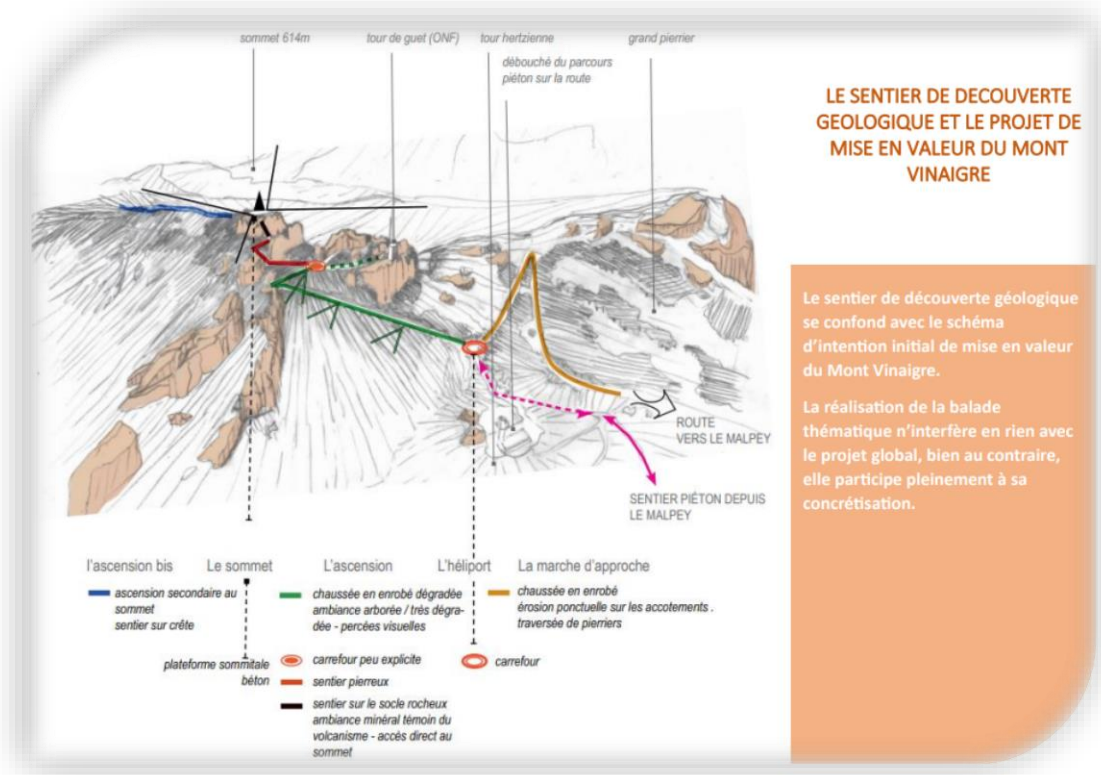 sommet 614m
tour de guet (ONF)
tour hertzienne
grand pierrier
débouché du parcours
piéton sur la route
LE SENTIER DE DECOUVERTE
GEOLOGIQUE ET LE PROJET DE
MISE EN VALEUR DU MONT
VINAIGRE
Le sentier de découverte géologique
se confond avec le schéma
d'intention initial de mise en valeur
du Mont Vinaigre.
La réalisation de la balade
thématique n'interfère en rien avec
le projet global, bien au contraire,
elle participe pleinement à sa
concrétisation.
ROUTE
VERS LE MALPEY
SENTIER PIÉTON DEPUIS
LE MALPEY
l'ascension bis
Le sommet
L'ascension
L'héliport
La marche d'approche
ascension secondaire au
sommet
sentier sur crête
chaussée en enrobé dégradée
ambiance arborée / très dégra-
dée - percées visuelles
chaussée en enrobé
érosion ponctuelle sur les accotements .
traversée de pierriers
plateforme sommitale
béton
carrefour peu explicite
carrefour
sentier pierreux
sentier sur le socle rocheux
ambiance minéral témoin du
volcanisme - accés direct au
sommet